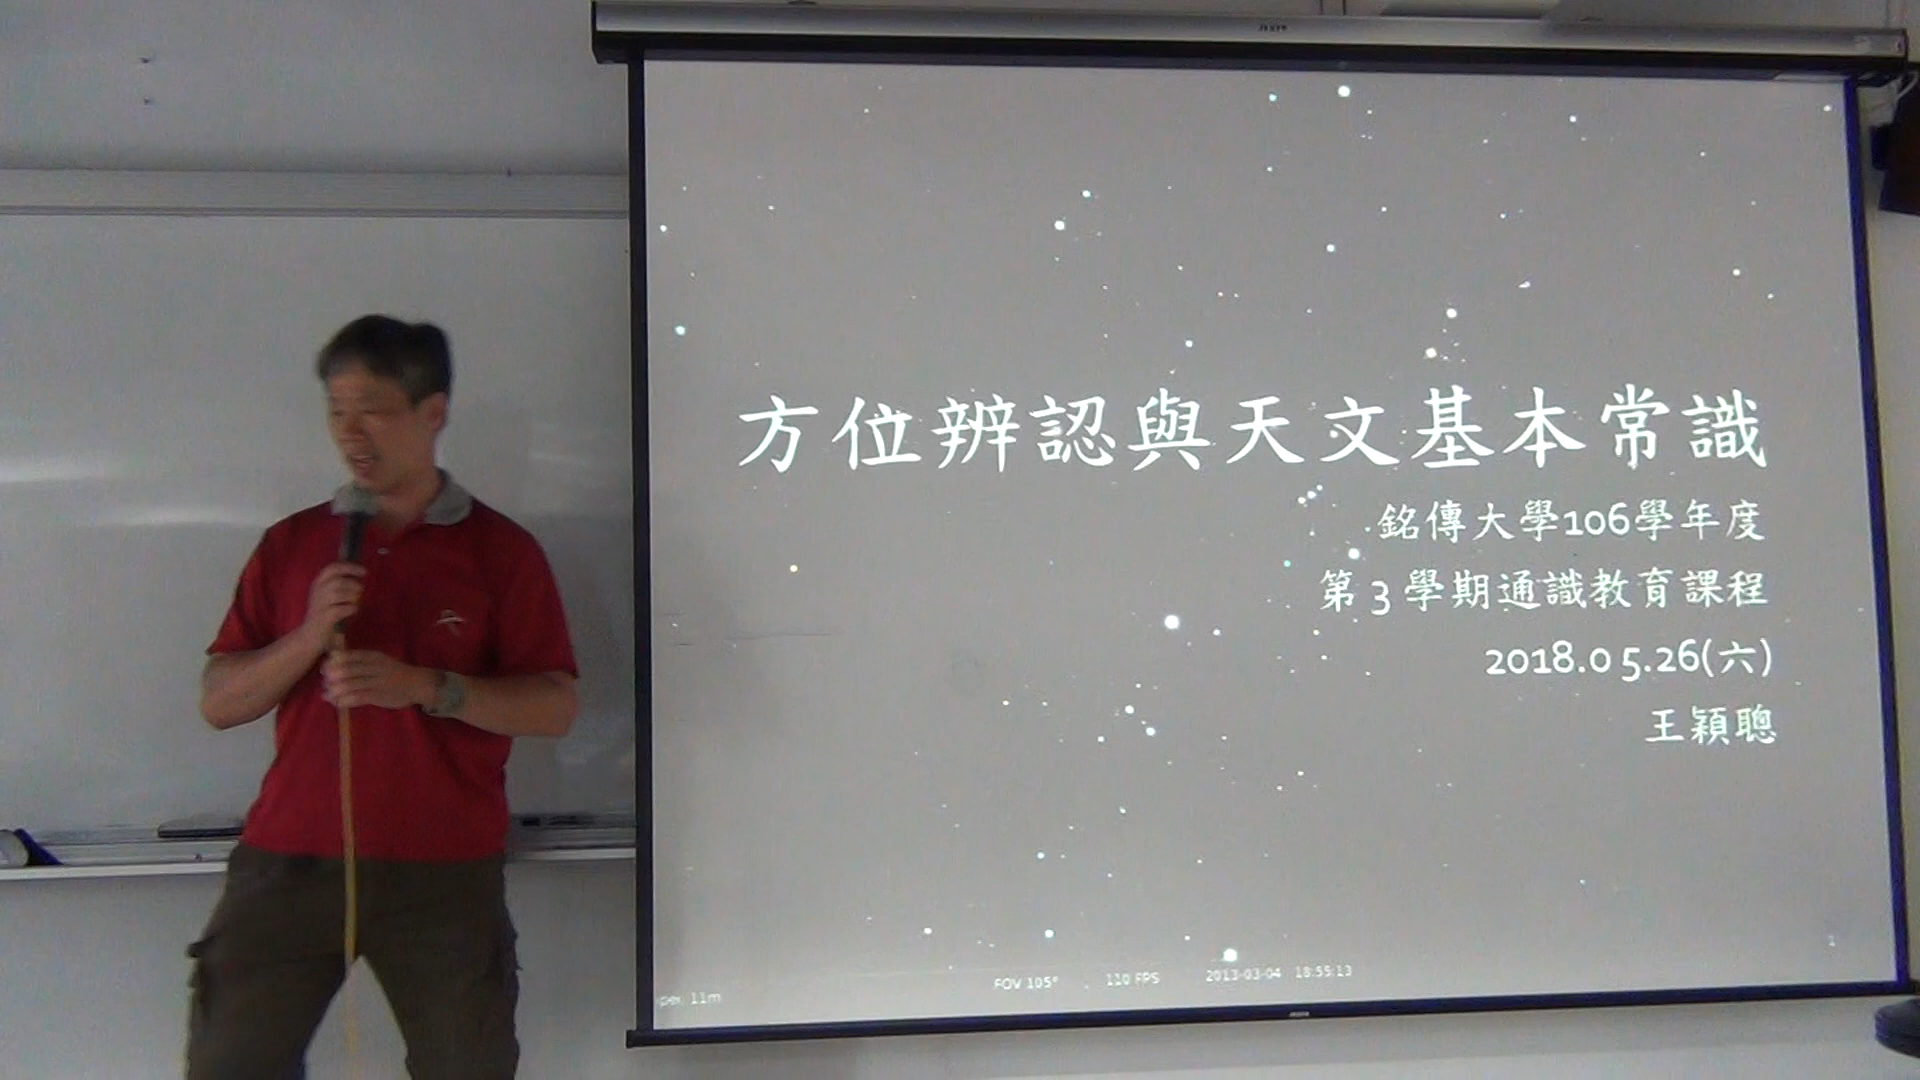 方位辨認與天文基本常識
銘傳大學106學年度
第3學期通識教育課程
2018.05.26(六)
王穎聰
FOV 105° 110 FPS 2013-03-04 18:55:13
11m